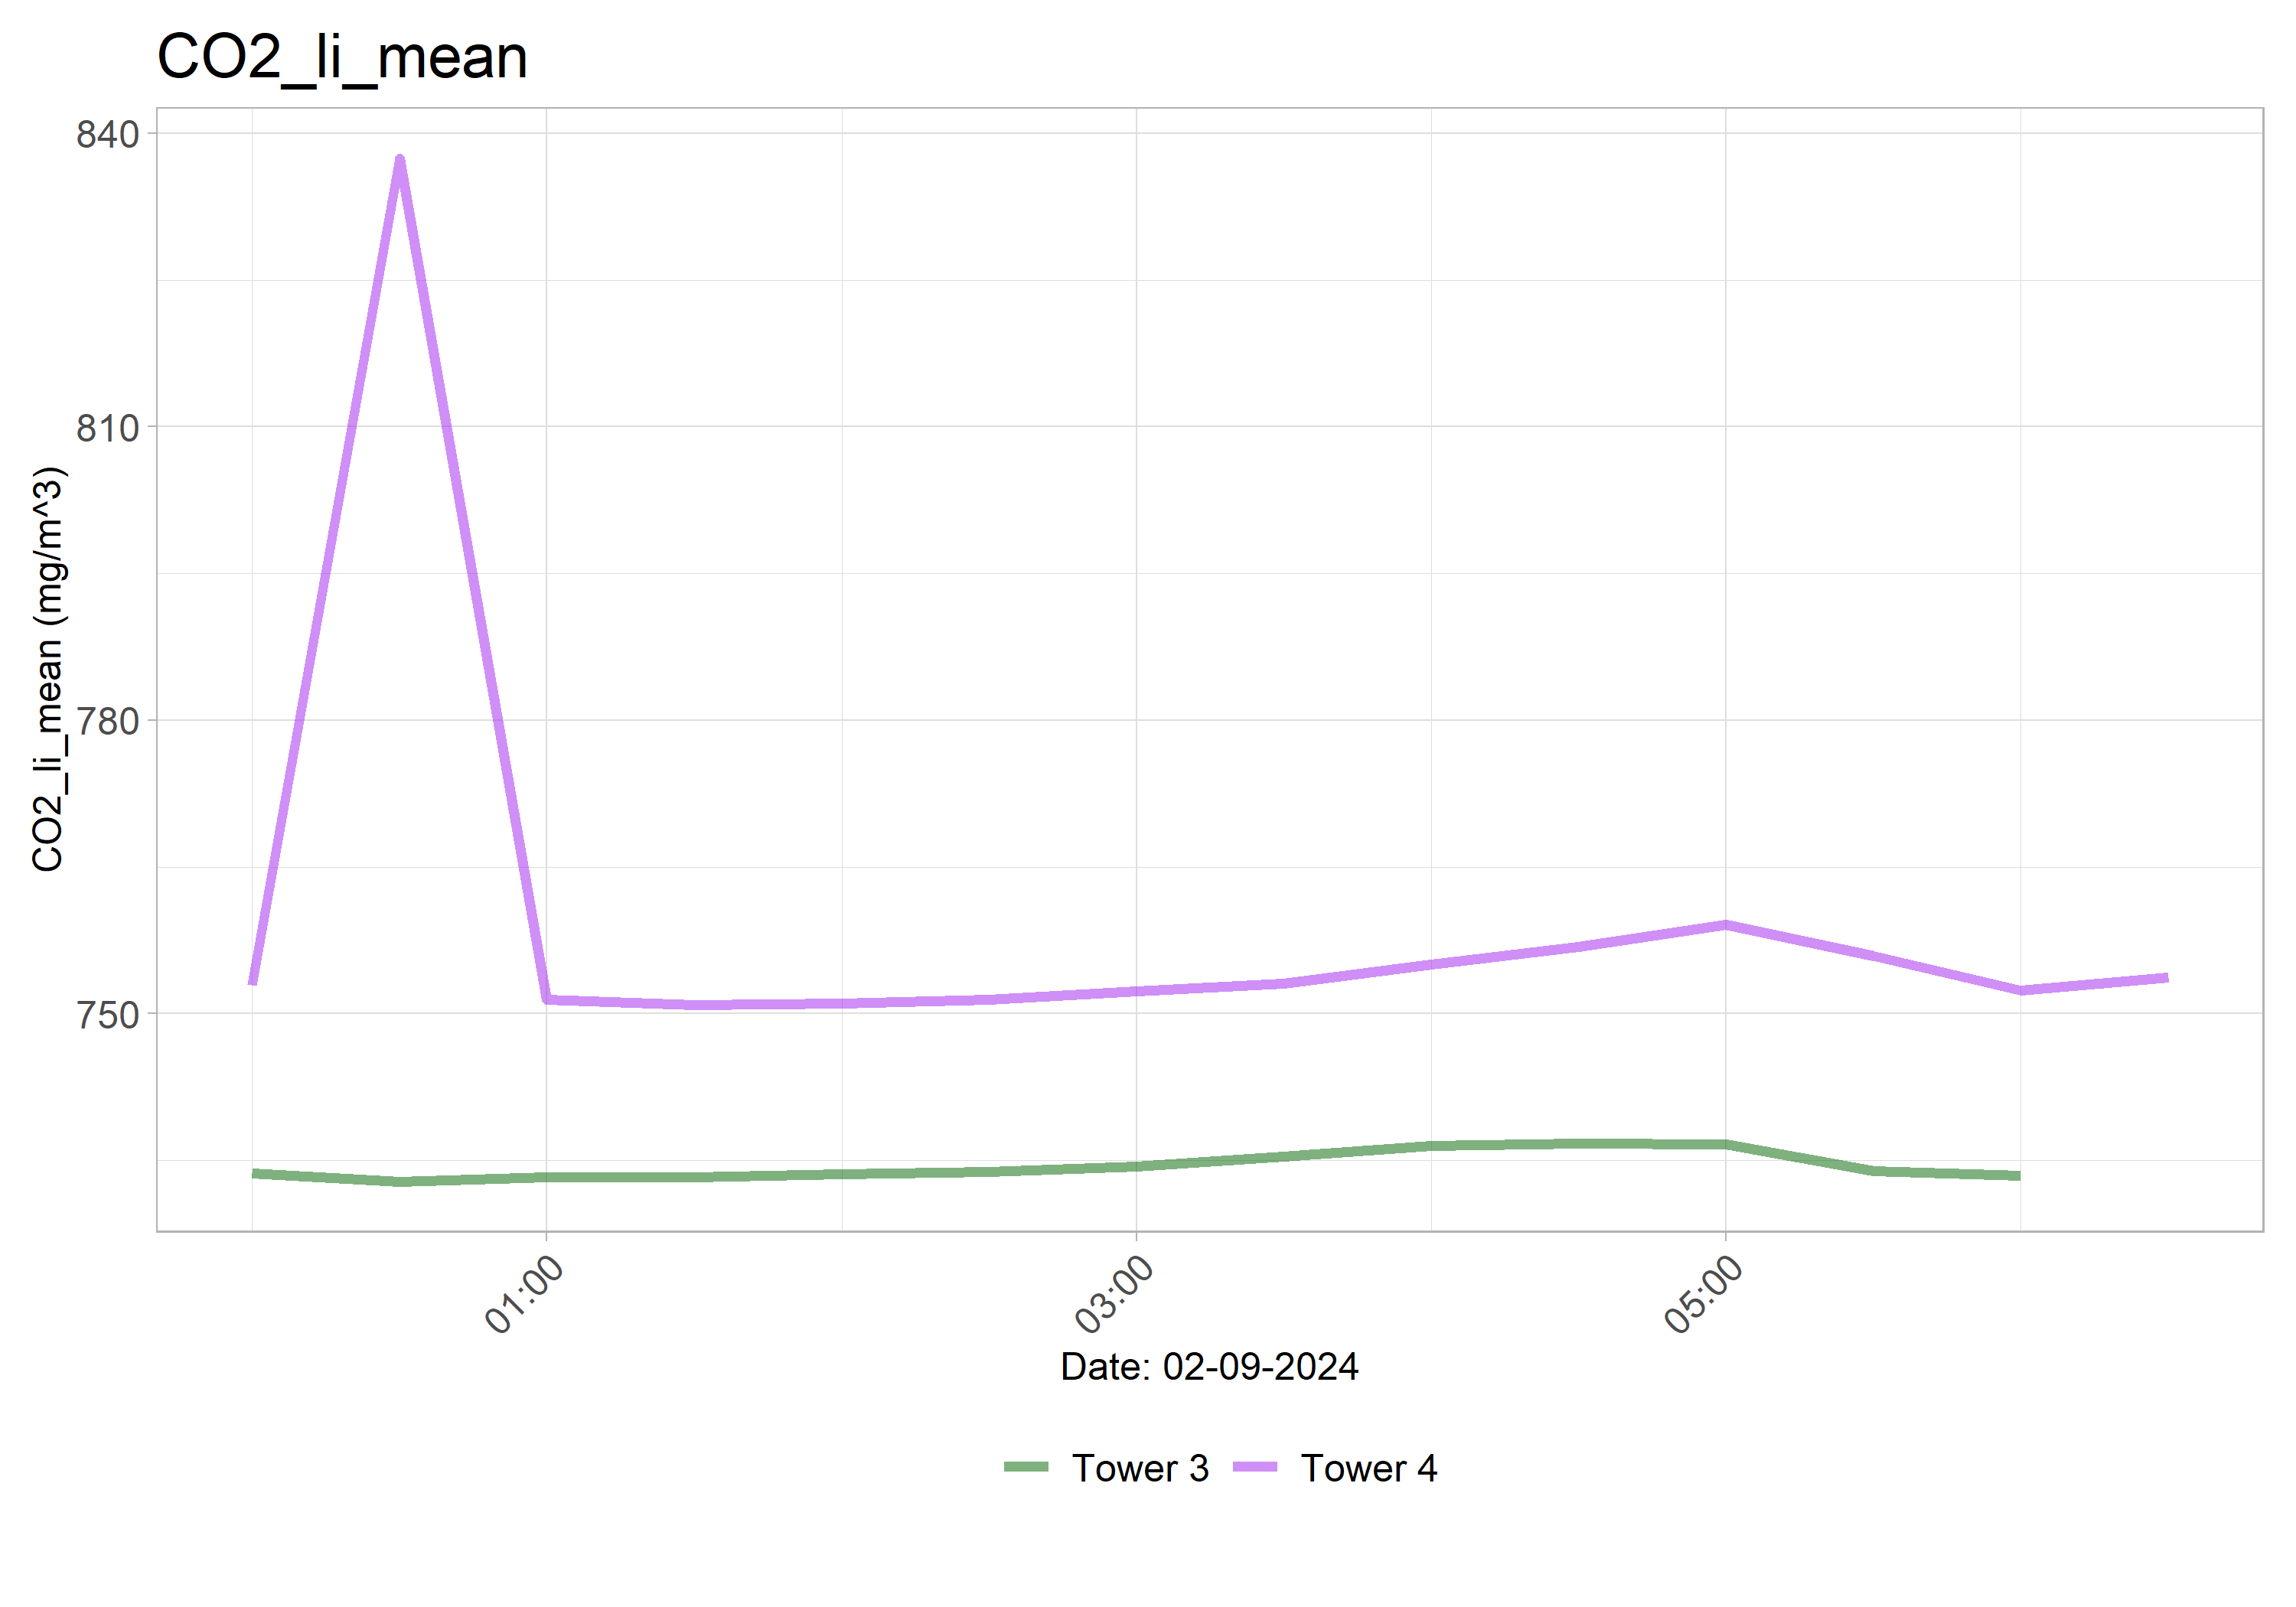 CO2_li_mean
840
810
780
750
CO2_li_mean (mg/m^3)
01:00
03:00
05:00
Date: 02-09-2024
Tower 3
Tower 4